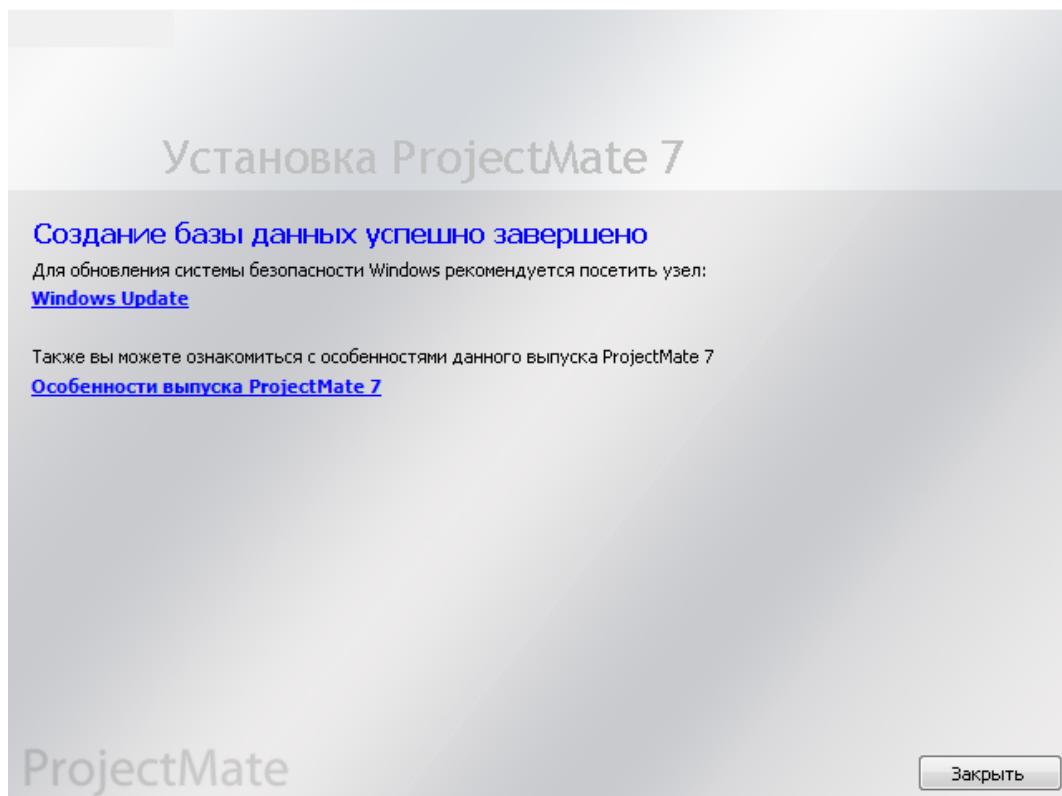 Установка ProjectMate 7
Создание базы данных успешно завершено
Для обновления системы безопасности Windows рекомендуется посетить узел:
Windows Update
Также вы можете ознакомиться с особенностями данного выпуска ProjectMate 7
Особенности выпуска ProjectMate 7
ProjectMate
Закрыть